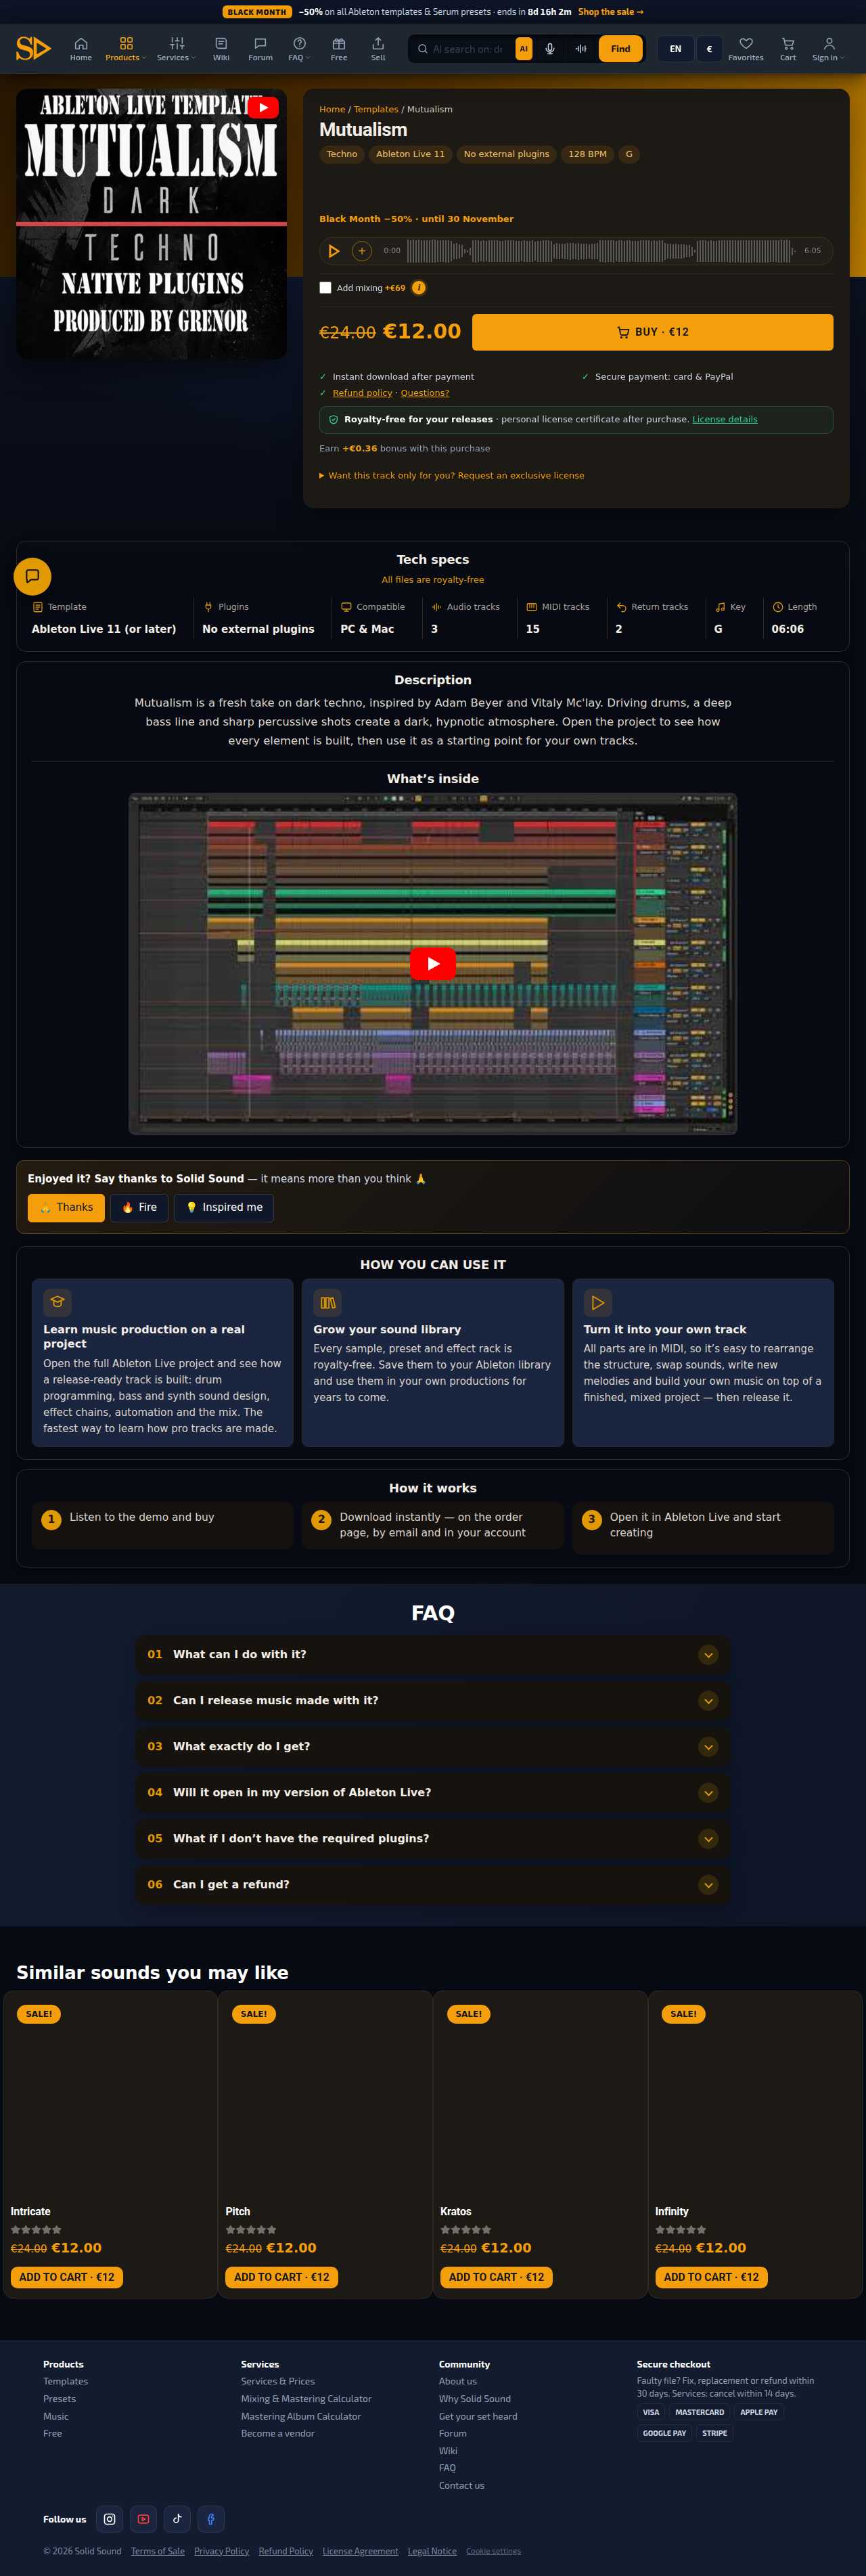 BLACK MONTH −50% on all Ableton templates & Serum presets · ends in 8d 16h 2m Shop the sale →
Home Products Services Wiki Forum FAQ Free Sell AI search on: de AI Find EN € Favorites Cart Sign in
ABLETON LIVE TEMPLATE
MUTUALISM
DARK
TECHNO
NATIVE PLUGINS
PRODUCED BY GRENOR
Home / Templates / Mutualism
Mutualism
Techno Ableton Live 11 No external plugins 128 BPM G
Black Month −50% · until 30 November
0:00 6:05
Add mixing +€69 i
€24.00 €12.00 BUY · €12
✓ Instant download after payment ✓ Secure payment: card & PayPal
✓ Refund policy · Questions?
Royalty-free for your releases · personal license certificate after purchase. License details
Earn +€0.36 bonus with this purchase
▶ Want this track only for you? Request an exclusive license
Tech specs
All files are royalty-free
Template Plugins Compatible Audio tracks MIDI tracks Return tracks Key Length
Ableton Live 11 (or later) No external plugins PC & Mac 3 15 2 G 06:06
Description
Mutualism is a fresh take on dark techno, inspired by Adam Beyer and Vitaly Mc'lay. Driving drums, a deep
bass line and sharp percussive shots create a dark, hypnotic atmosphere. Open the project to see how
every element is built, then use it as a starting point for your own tracks.
What's inside
Enjoyed it? Say thanks to Solid Sound — it means more than you think 🙏
🙏 Thanks 🔥 Fire 💡 Inspired me
HOW YOU CAN USE IT
Learn music production on a real
project
Open the full Ableton Live project and see how
a release-ready track is built: drum
programming, bass and synth sound design,
effect chains, automation and the mix. The
fastest way to learn how pro tracks are made.
Grow your sound library
Every sample, preset and effect rack is
royalty-free. Save them to your Ableton library
and use them in your own productions for
years to come.
Turn it into your own track
All parts are in MIDI, so it's easy to rearrange
the structure, swap sounds, write new
melodies and build your own music on top of a
finished, mixed project — then release it.
How it works
1 Listen to the demo and buy
2 Download instantly — on the order
page, by email and in your account
3 Open it in Ableton Live and start
creating
FAQ
01 What can I do with it?
02 Can I release music made with it?
03 What exactly do I get?
04 Will it open in my version of Ableton Live?
05 What if I don't have the required plugins?
06 Can I get a refund?
Similar sounds you may like
SALE! SALE! SALE! SALE!
Intricate Pitch Kratos Infinity
€24.00 €12.00 €24.00 €12.00 €24.00 €12.00 €24.00 €12.00
ADD TO CART · €12 ADD TO CART · €12 ADD TO CART · €12 ADD TO CART · €12
Products
Templates
Presets
Music
Free
Services
Services & Prices
Mixing & Mastering Calculator
Mastering Album Calculator
Become a vendor
Community
About us
Why Solid Sound
Get your set heard
Forum
Wiki
FAQ
Contact us
Secure checkout
Faulty file? Fix, replacement or refund within
30 days. Services: cancel within 14 days.
VISA MASTERCARD APPLE PAY
GOOGLE PAY STRIPE
Follow us
© 2026 Solid Sound Terms of Sale Privacy Policy Refund Policy License Agreement Legal Notice Cookie settings